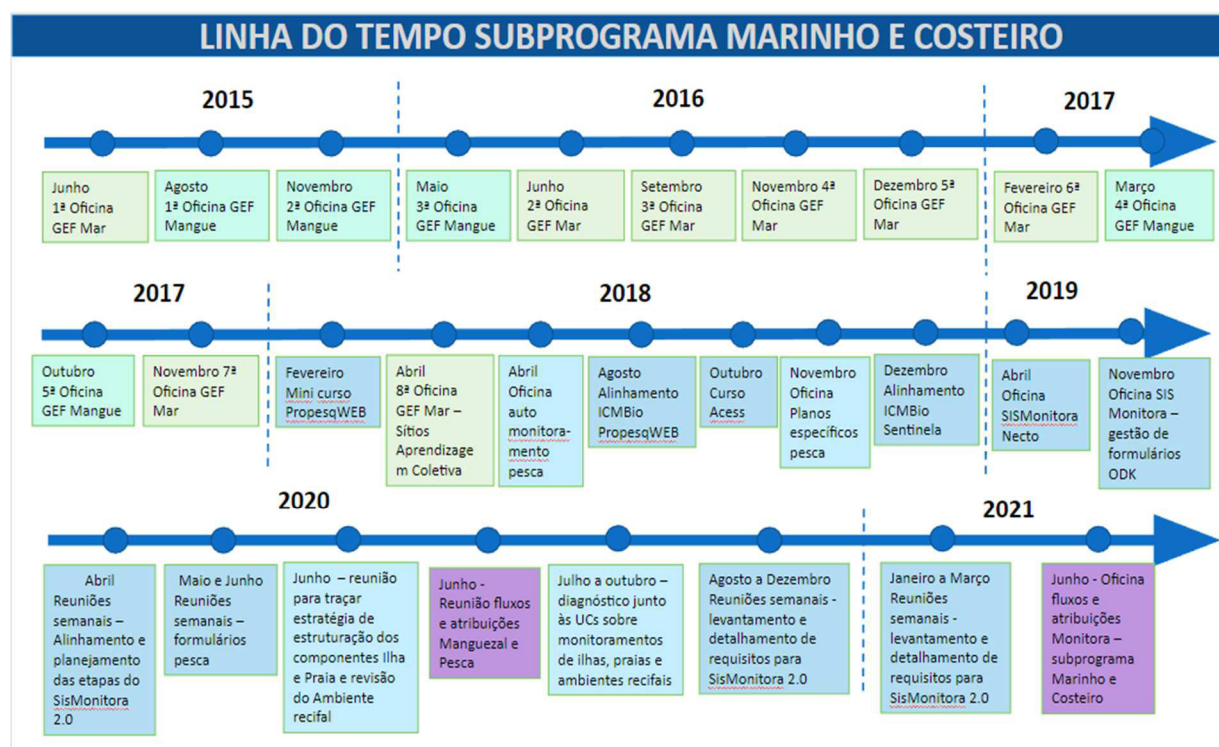 LINHA DO TEMPO SUBPROGRAMA MARINHO E COSTEIRO
2015
2016
2017
Junho
1ª Oficina
GEF Mar
Agosto
1ª Oficina GEF
Mangue
Novembro
2ª Oficina GEF
Mangue
Maio
3ª Oficina
GEF Mangue
Junho
2ª Oficina
GEF Mar
Setembro
3ª Oficina
GEF Mar
Novembro 4ª
Oficina GEF
Mar
Dezembro 5ª
Oficina GEF
Mar
Fevereiro 6ª
Oficina GEF
Mar
Março
4ª Oficina
GEF Mangue
2017
2018
2019
Outubro
5ª Oficina
GEF Mangue
Novembro 7ª
Oficina GEF
Mar
Fevereiro
Mini curso
PropesqWEB
Abril
8ª Oficina
GEF Mar –
Sítios
Aprendizage
m Coletiva
Abril
Oficina
auto
monitora-
mento
pesca
Agosto
Alinhamento
ICMBio
PropesqWEB
Outubro
Curso
Acess
Novembro
Oficina
Planos
específicos
pesca
Dezembro
Alinhamento
ICMBio
Sentinela
Abril
Oficina
SISMonitora
Necto
Novembro
Oficina SIS
Monitora –
gestão de
formulários
ODK
2020
2021
Abril
Reuniões
semanais –
Alinhamento e
planejamento
das etapas do
SisMonitora
2.0
Maio e Junho
Reuniões
semanais –
formulários
pesca
Junho – reunião
para traçar
estratégia de
estruturação dos
componentes Ilha
e Praia e revisão
do Ambiente
recifal
Junho -
Reunião fluxos
e atribuições
Manguezal e
Pesca
Julho a outubro –
diagnóstico junto
às UCs sobre
monitoramentos
de ilhas, praias e
ambientes recifais
Agosto a Dezembro
Reuniões semanais -
levantamento e
detalhamento de
requisitos para
SisMonitora 2.0
Janeiro a Março
Reuniões
semanais -
levantamento e
detalhamento de
requisitos para
SisMonitora 2.0
Junho - Oficina
fluxos e
atribuições
Monitora –
subprograma
Marinho e
Costeiro